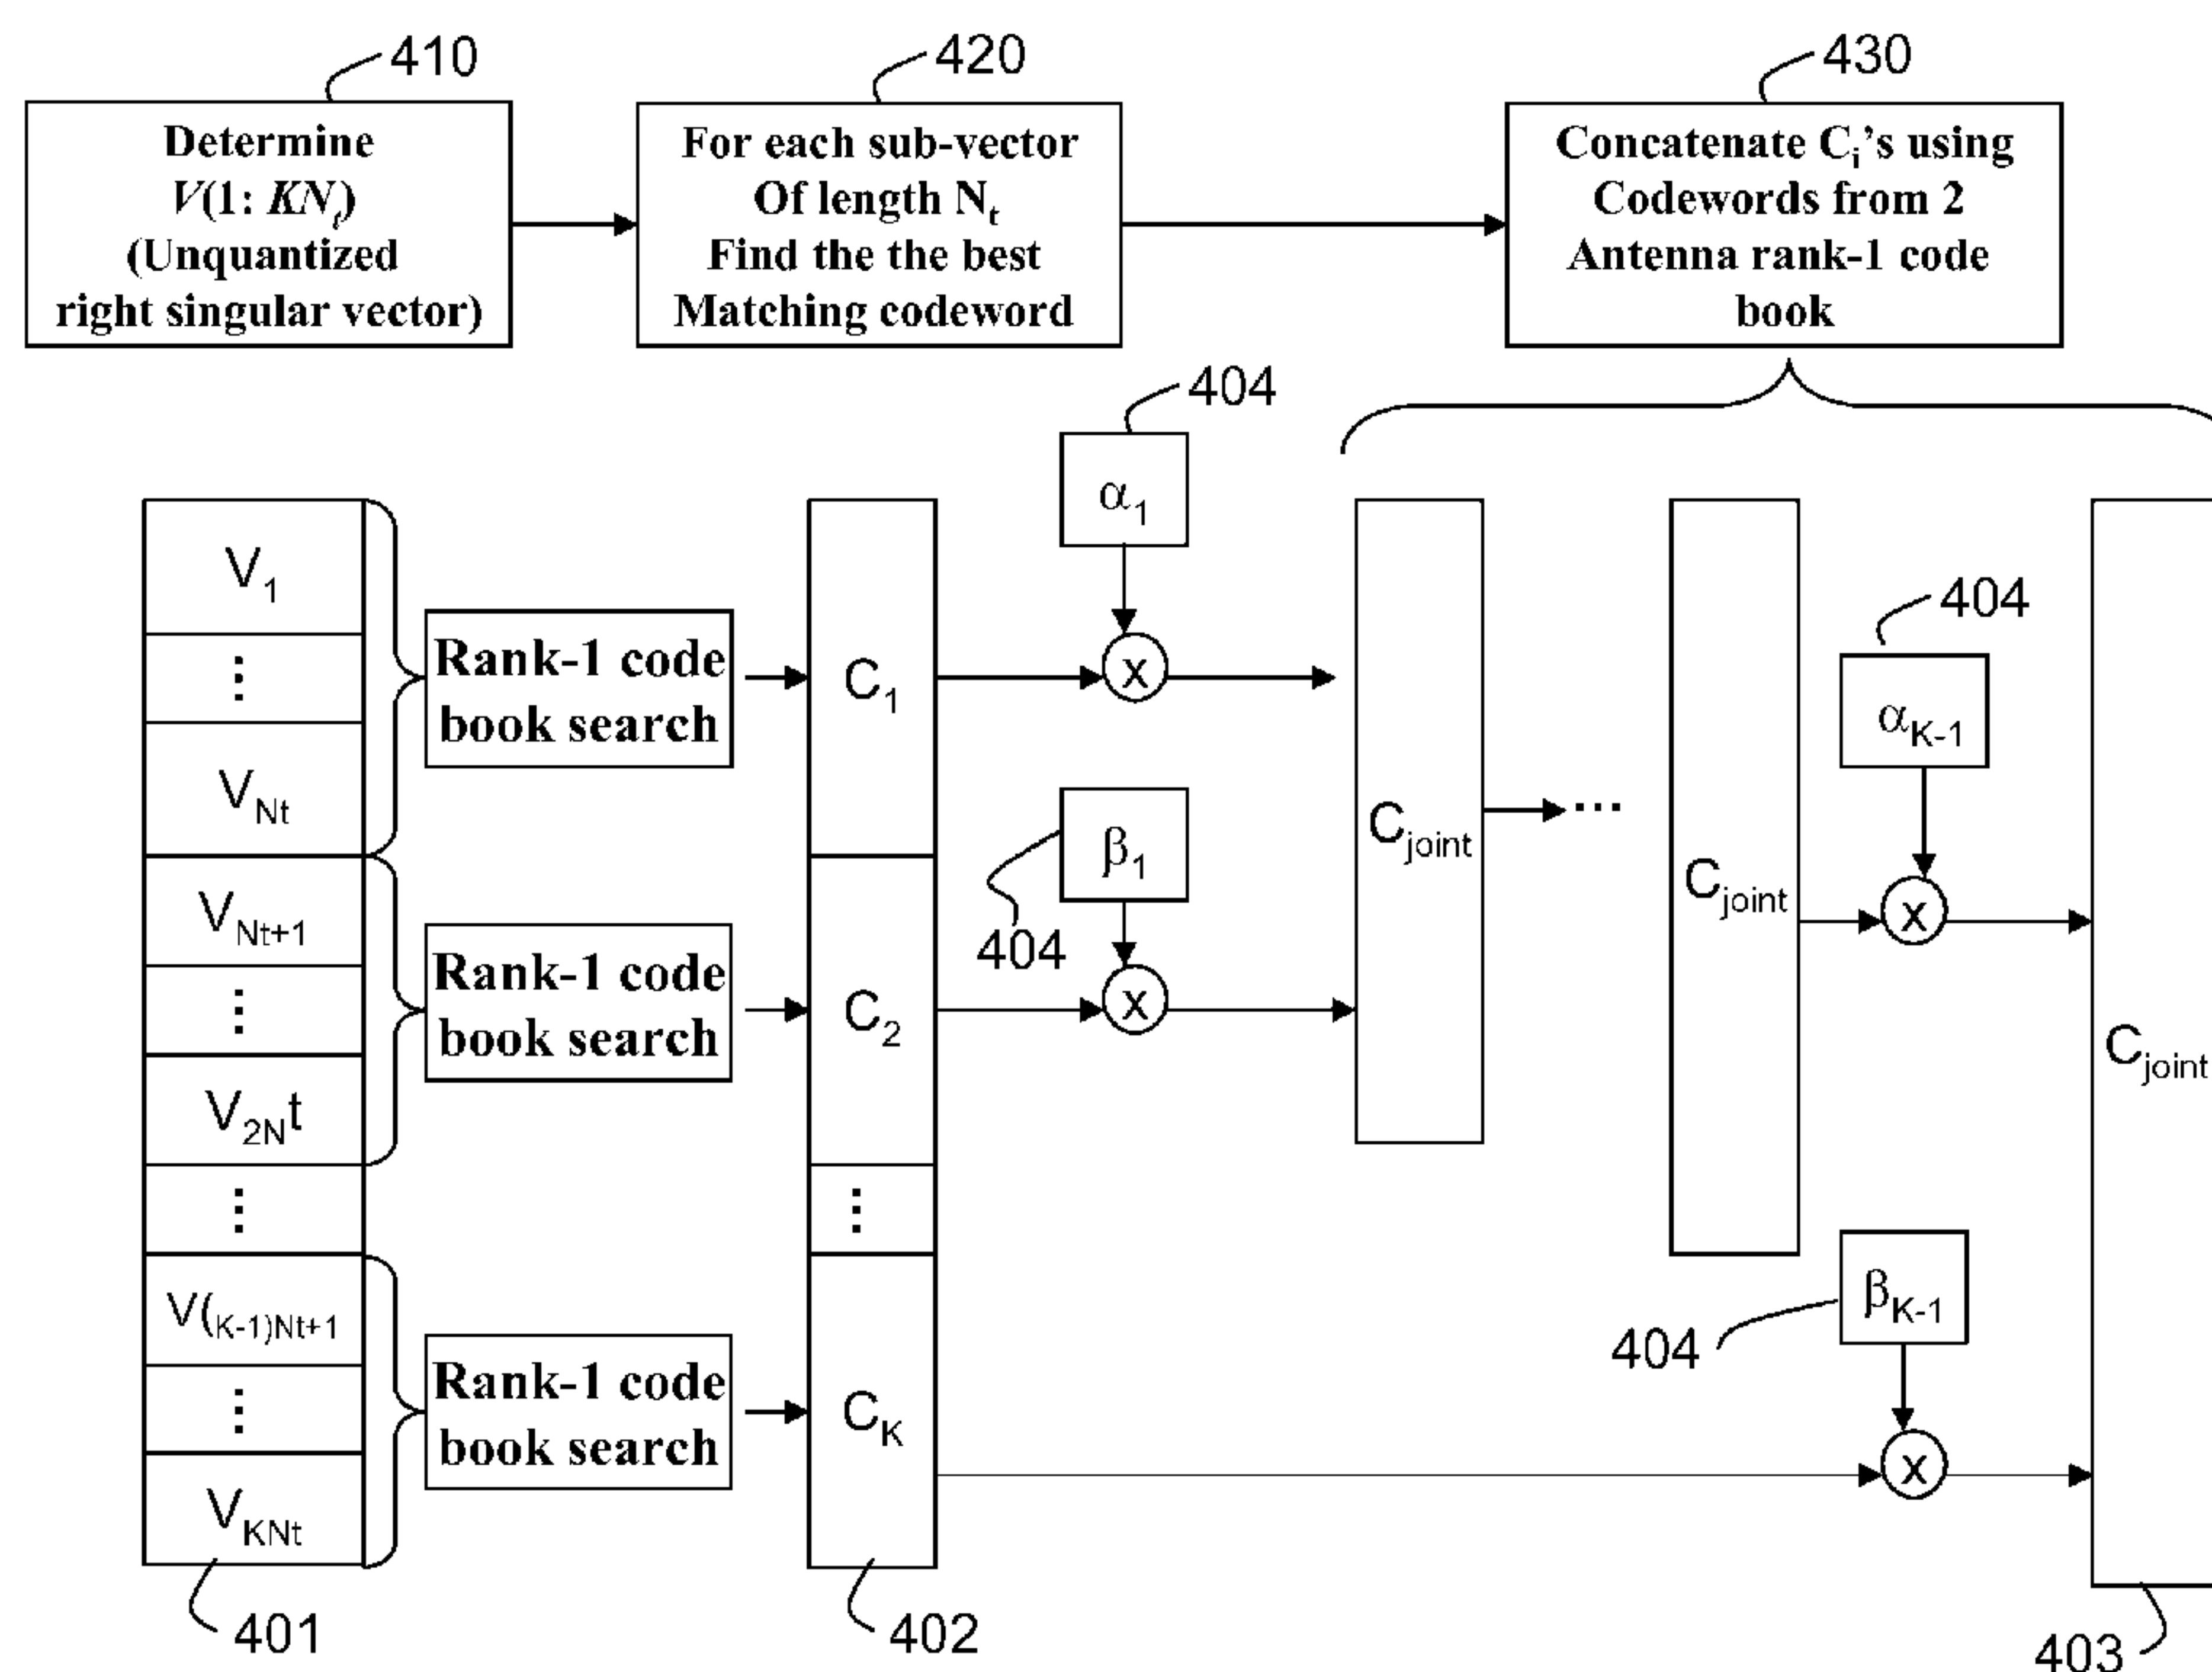 410
420
430
Determine
V(1: KNt)
(Unquantized
right singular vector)
For each sub-vector
Of length Nt
Find the the best
Matching codeword
Concatenate Ci's using
Codewords from 2
Antenna rank-1 code
book
404
α1
V1
⋮
VNt
Rank-1 code
book search
C1
x
404
αK-1
β1
404
Cjoint
...
Cjoint
x
VNt+1
⋮
V2Nt
Rank-1 code
book search
C2
x
Cjoint
⋮
⋮
V(K-1)Nt+1
⋮
VKNt
Rank-1 code
book search
CK
βK-1
404
x
401
402
403